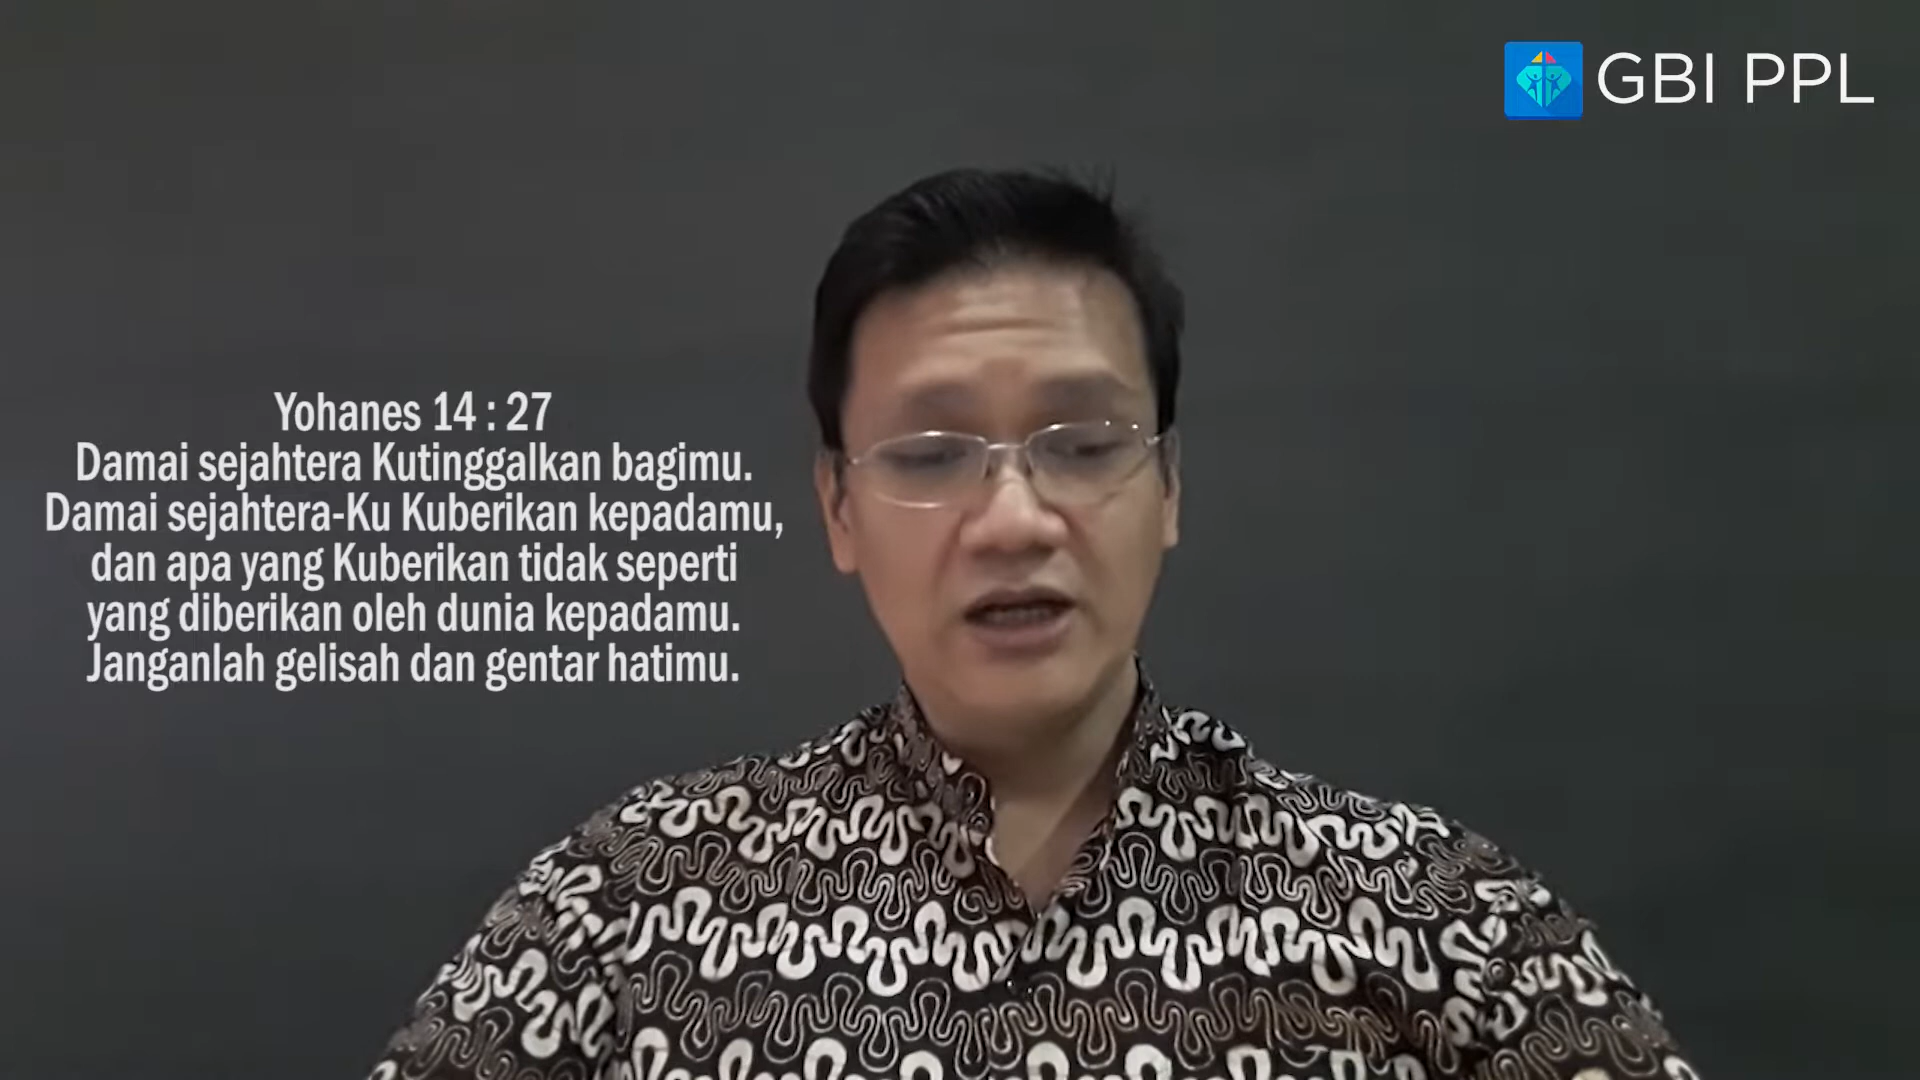 GBI PPL
Yohanes 14 : 27
Damai sejahtera Kutinggalkan bagimu.
Damai sejahtera-Ku Kuberikan kepadamu,
dan apa yang Kuberikan tidak seperti
yang diberikan oleh dunia kepadamu.
Janganlah gelisah dan gentar hatimu.